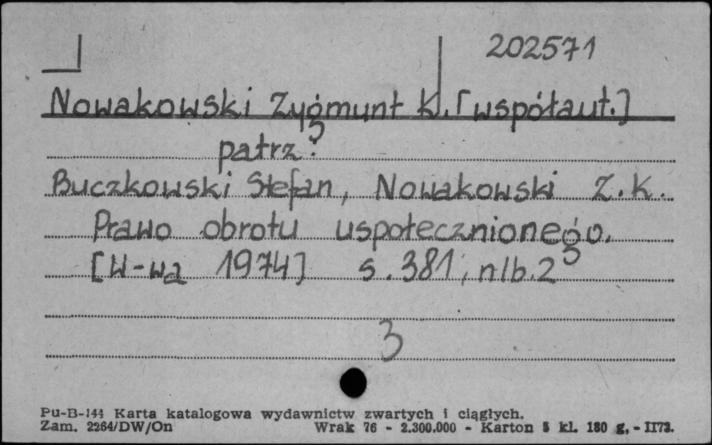 202571
Nowakowski Zygmunt K. [współaut.]
patrz:
Buczkowski Stefan, Nowakowski Z.K.
Prawo obrotu uspołecznionego.
[W-wa 1974] s. 381, nlb. 2
3
Pu-B-144 Karta katalogowa wydawnictw zwartych i ciągłych.
Zam. 2264/DW/On Wrak 76 - 2.300.000 - Karton 5 kl. 180 g. - II73.